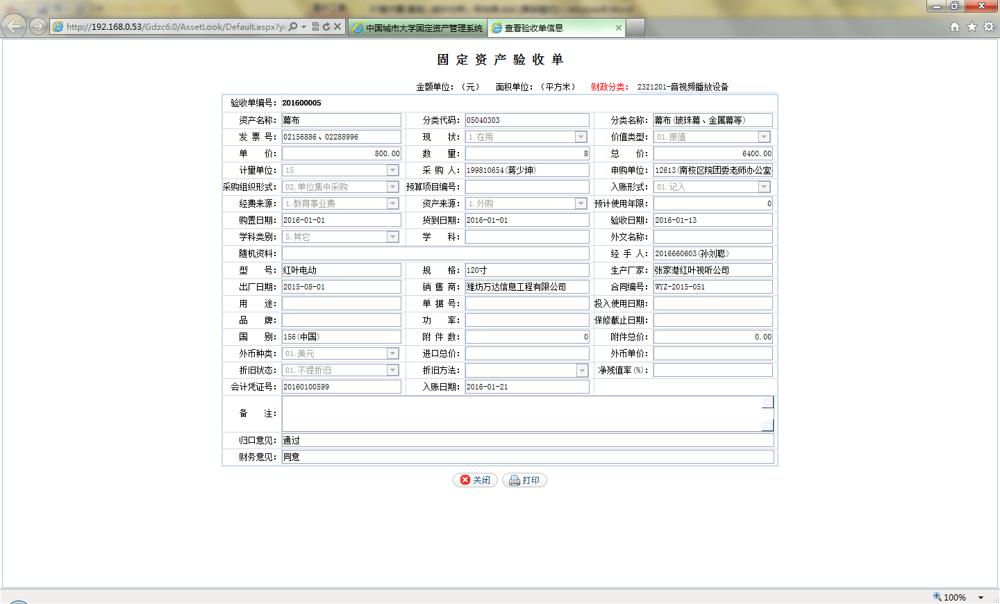 http://192.168.0.53/Gdzc6.0/AssetLook/Default.aspx?y
中国城市大学固定资产管理系统
查看验收单信息
固 定 资 产 验 收 单
金额单位：（元） 面积单位：（平方米） 财政分类： 2321201-音视频播放设备
验收单编号： 201600005
资产名称： 幕布 分类代码： 05040303 分类名称： 幕布(玻珠幕、金属幕等)
发 票 号： 02156886、02288996 现 状： 1.在用 价值类型： 01.原值
单 价： 800.00 数 量： 8 总 价： 6400.00
计量单位： 15 采 购 人： 199810654(蒋少坤) 申购单位： 12613(南校区院团委老师办公室
采购组织形式： 02.单位集中采购 预算项目编号： 入账形式： 01.记入
经费来源： 1.教育事业费 资产来源： 1.外购 预计使用年限： 0
购置日期： 2016-01-01 货到日期： 2016-01-01 验收日期： 2016-01-13
学科类别： 5.其它 学 科： 外文名称：
随机资料： 经 手 人： 2016660603(孙刘聪)
型 号： 红叶电动 规 格： 120寸 生产厂家： 张家港红叶视听公司
出厂日期： 2015-08-01 销 售 商： 潍坊万达信息工程有限公司 合同编号： WYZ-2015-051
用 途： 单 据 号： 投入使用日期：
品 牌： 功 率： 保修截止日期：
国 别： 156(中国) 附 件 数： 0 附件总价： 0.00
外币种类： 01.美元 进口总价： 外币单价：
折旧状态： 01.不提折旧 折旧方法： 净残值率(%)：
会计凭证号： 20160100599 入账日期： 2016-01-21
备 注：
归口意见： 通过
财务意见： 同意
关闭 打印
100%